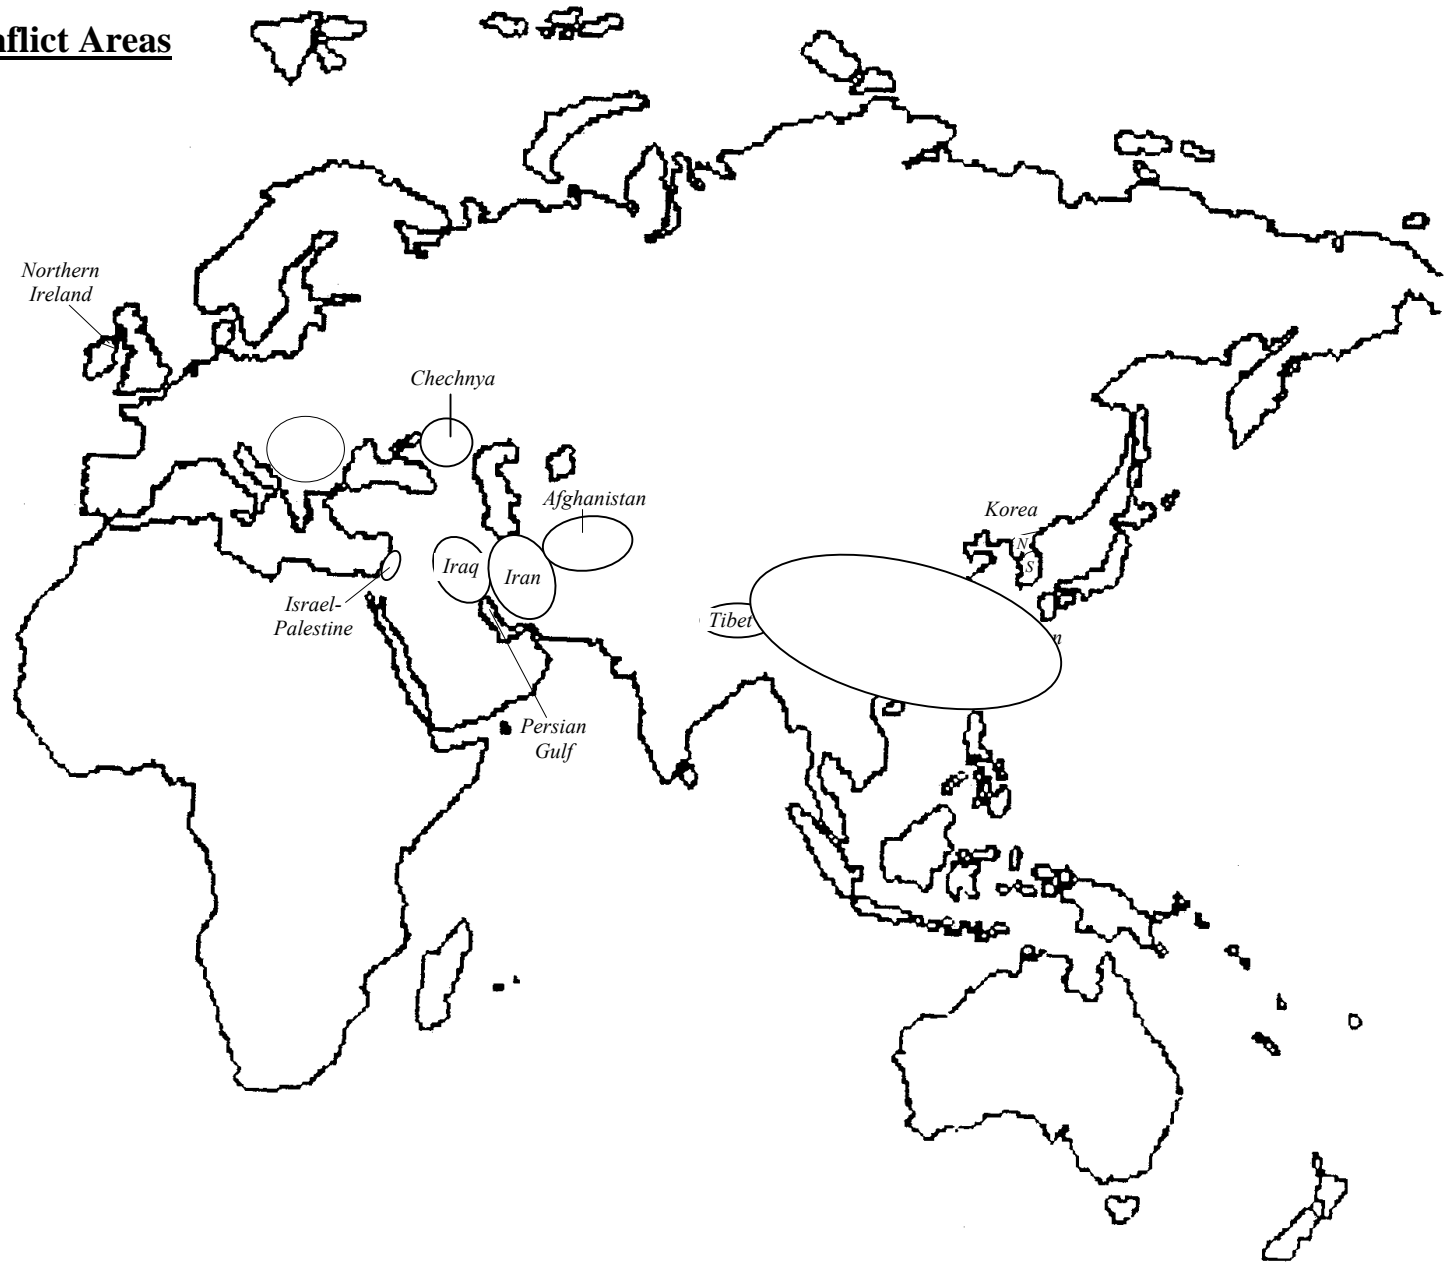 nflict Areas
Northern
Ireland
Chechnya
Afghanistan
Korea
N
S
Iraq
Iran
Israel-
Palestine
Tibet
n
Persian
Gulf